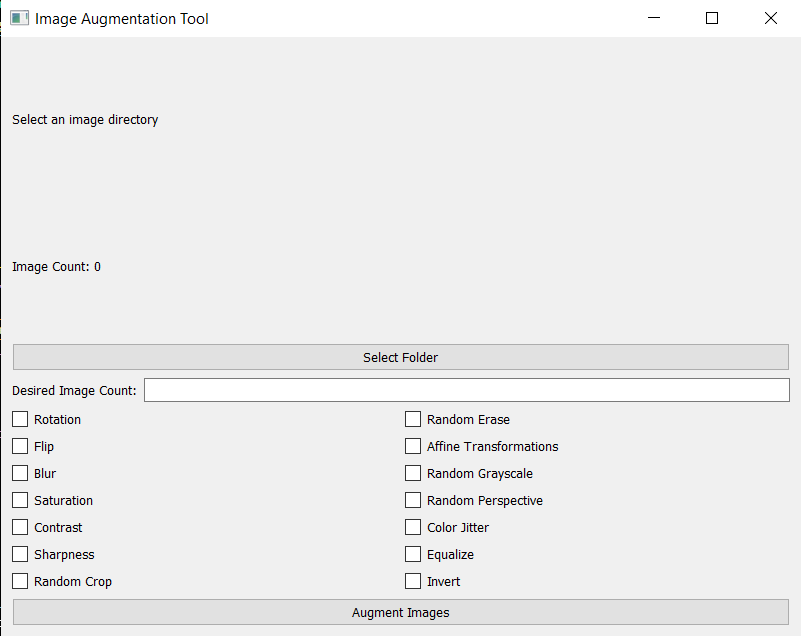 Image Augmentation Tool
Select an image directory
Image Count: 0
Select Folder
Desired Image Count:
Rotation
Random Erase
Flip
Affine Transformations
Blur
Random Grayscale
Saturation
Random Perspective
Contrast
Color Jitter
Sharpness
Equalize
Random Crop
Invert
Augment Images